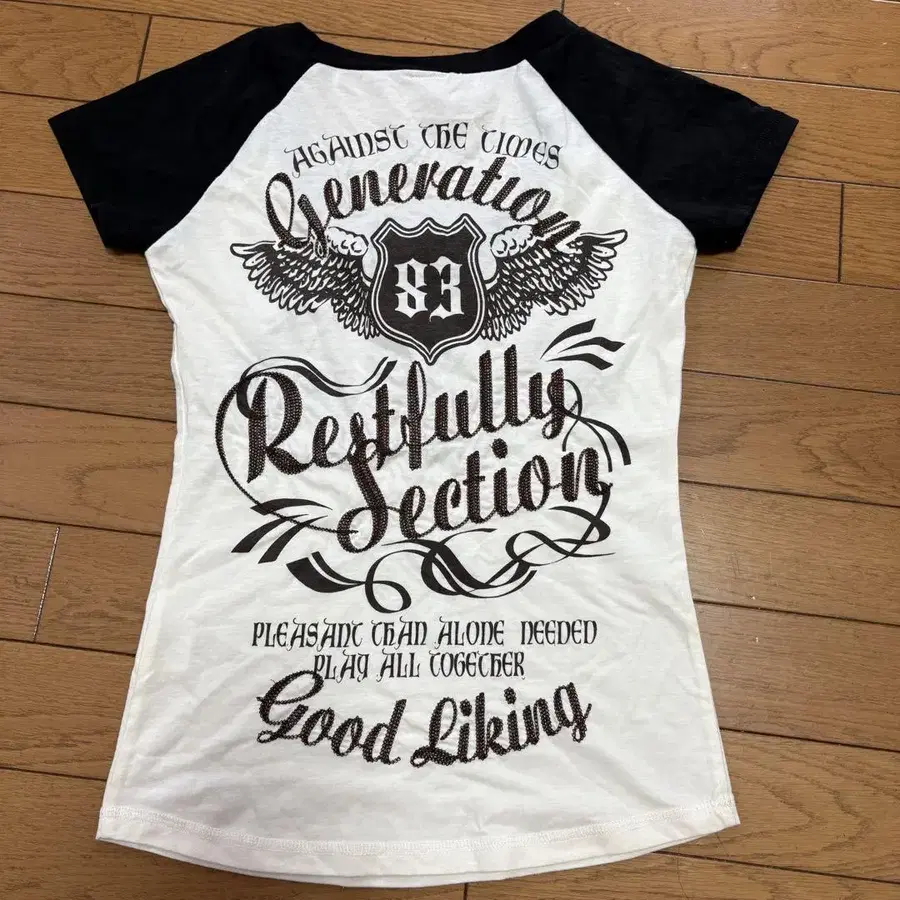 AGAINST THE TIMES
Generation
83
Restfully
Section
PLEASANT THAN ALONE NEEDED
PLAY ALL TOGETHER
Good Liking